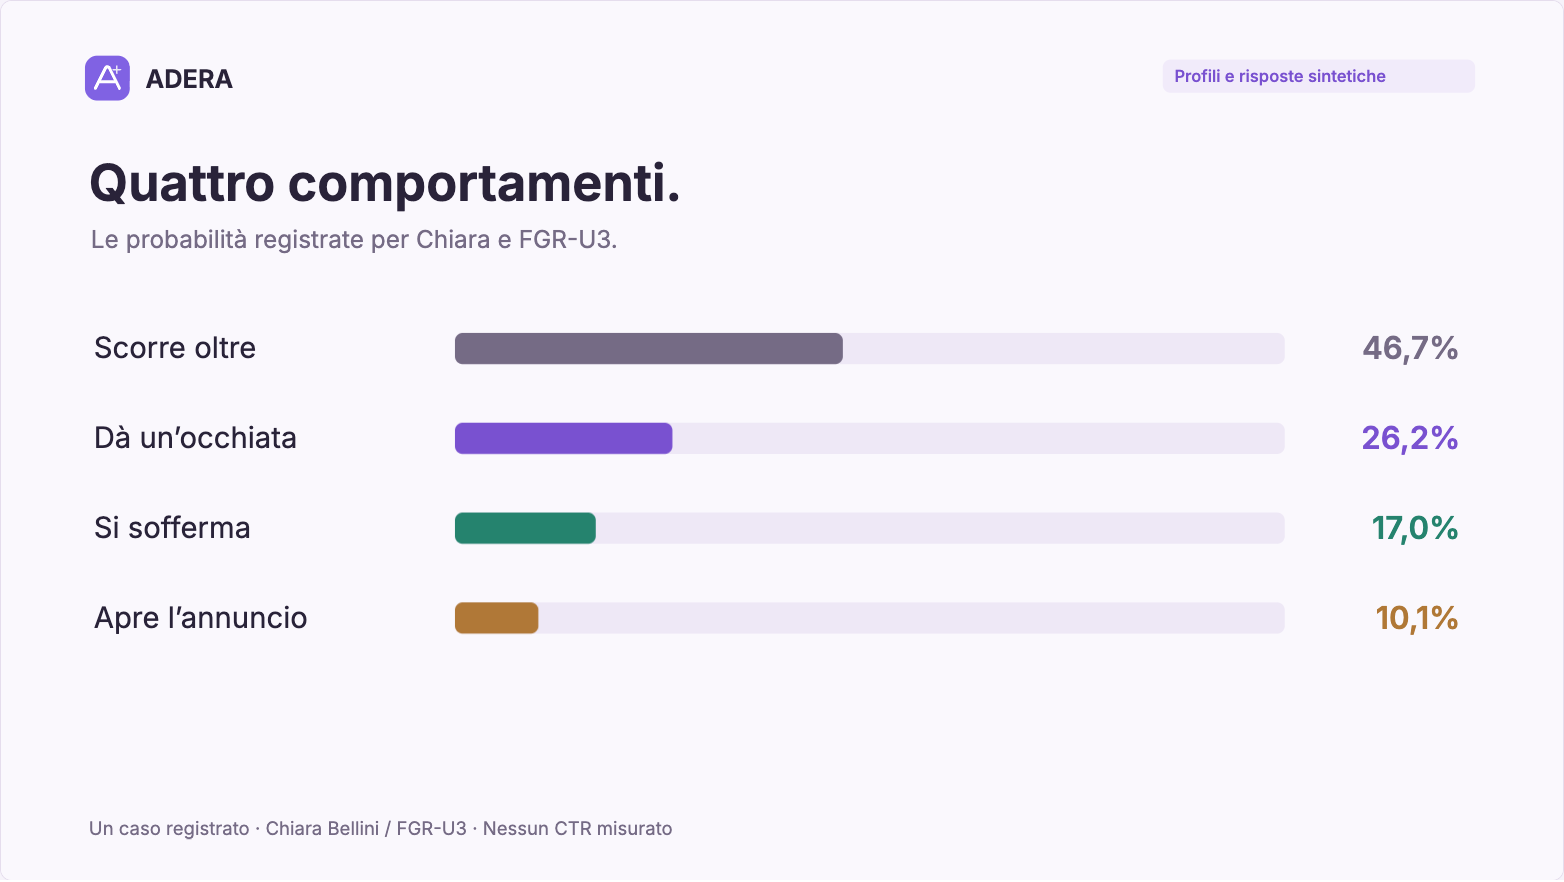 ADERA
Profili e risposte sintetiche
Quattro comportamenti.
Le probabilità registrate per Chiara e FGR-U3.
Scorre oltre 46,7%
Dà un’occhiata 26,2%
Si sofferma 17,0%
Apre l’annuncio 10,1%
Un caso registrato · Chiara Bellini / FGR-U3 · Nessun CTR misurato